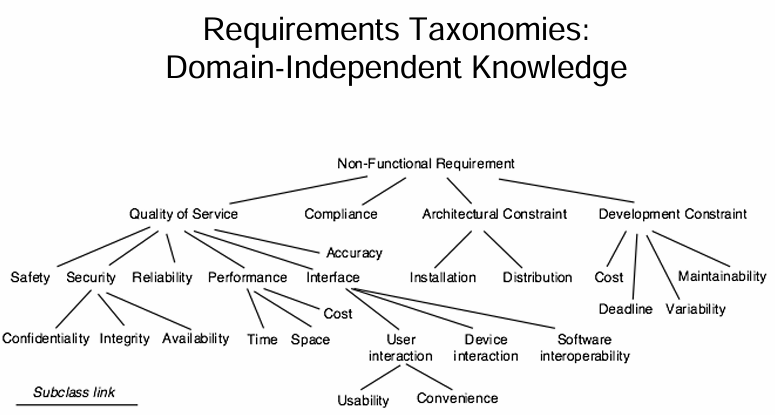 Requirements Taxonomies:
Domain-Independent Knowledge
Non-Functional Requirement
Quality of Service
Compliance
Architectural Constraint
Development Constraint
Accuracy
Safety
Security
Reliability
Performance
Interface
Installation
Distribution
Cost
Maintainability
Deadline
Variability
Cost
Confidentiality
Integrity
Availability
Time
Space
User
interaction
Device
interaction
Software
interoperability
Subclass link
Usability
Convenience